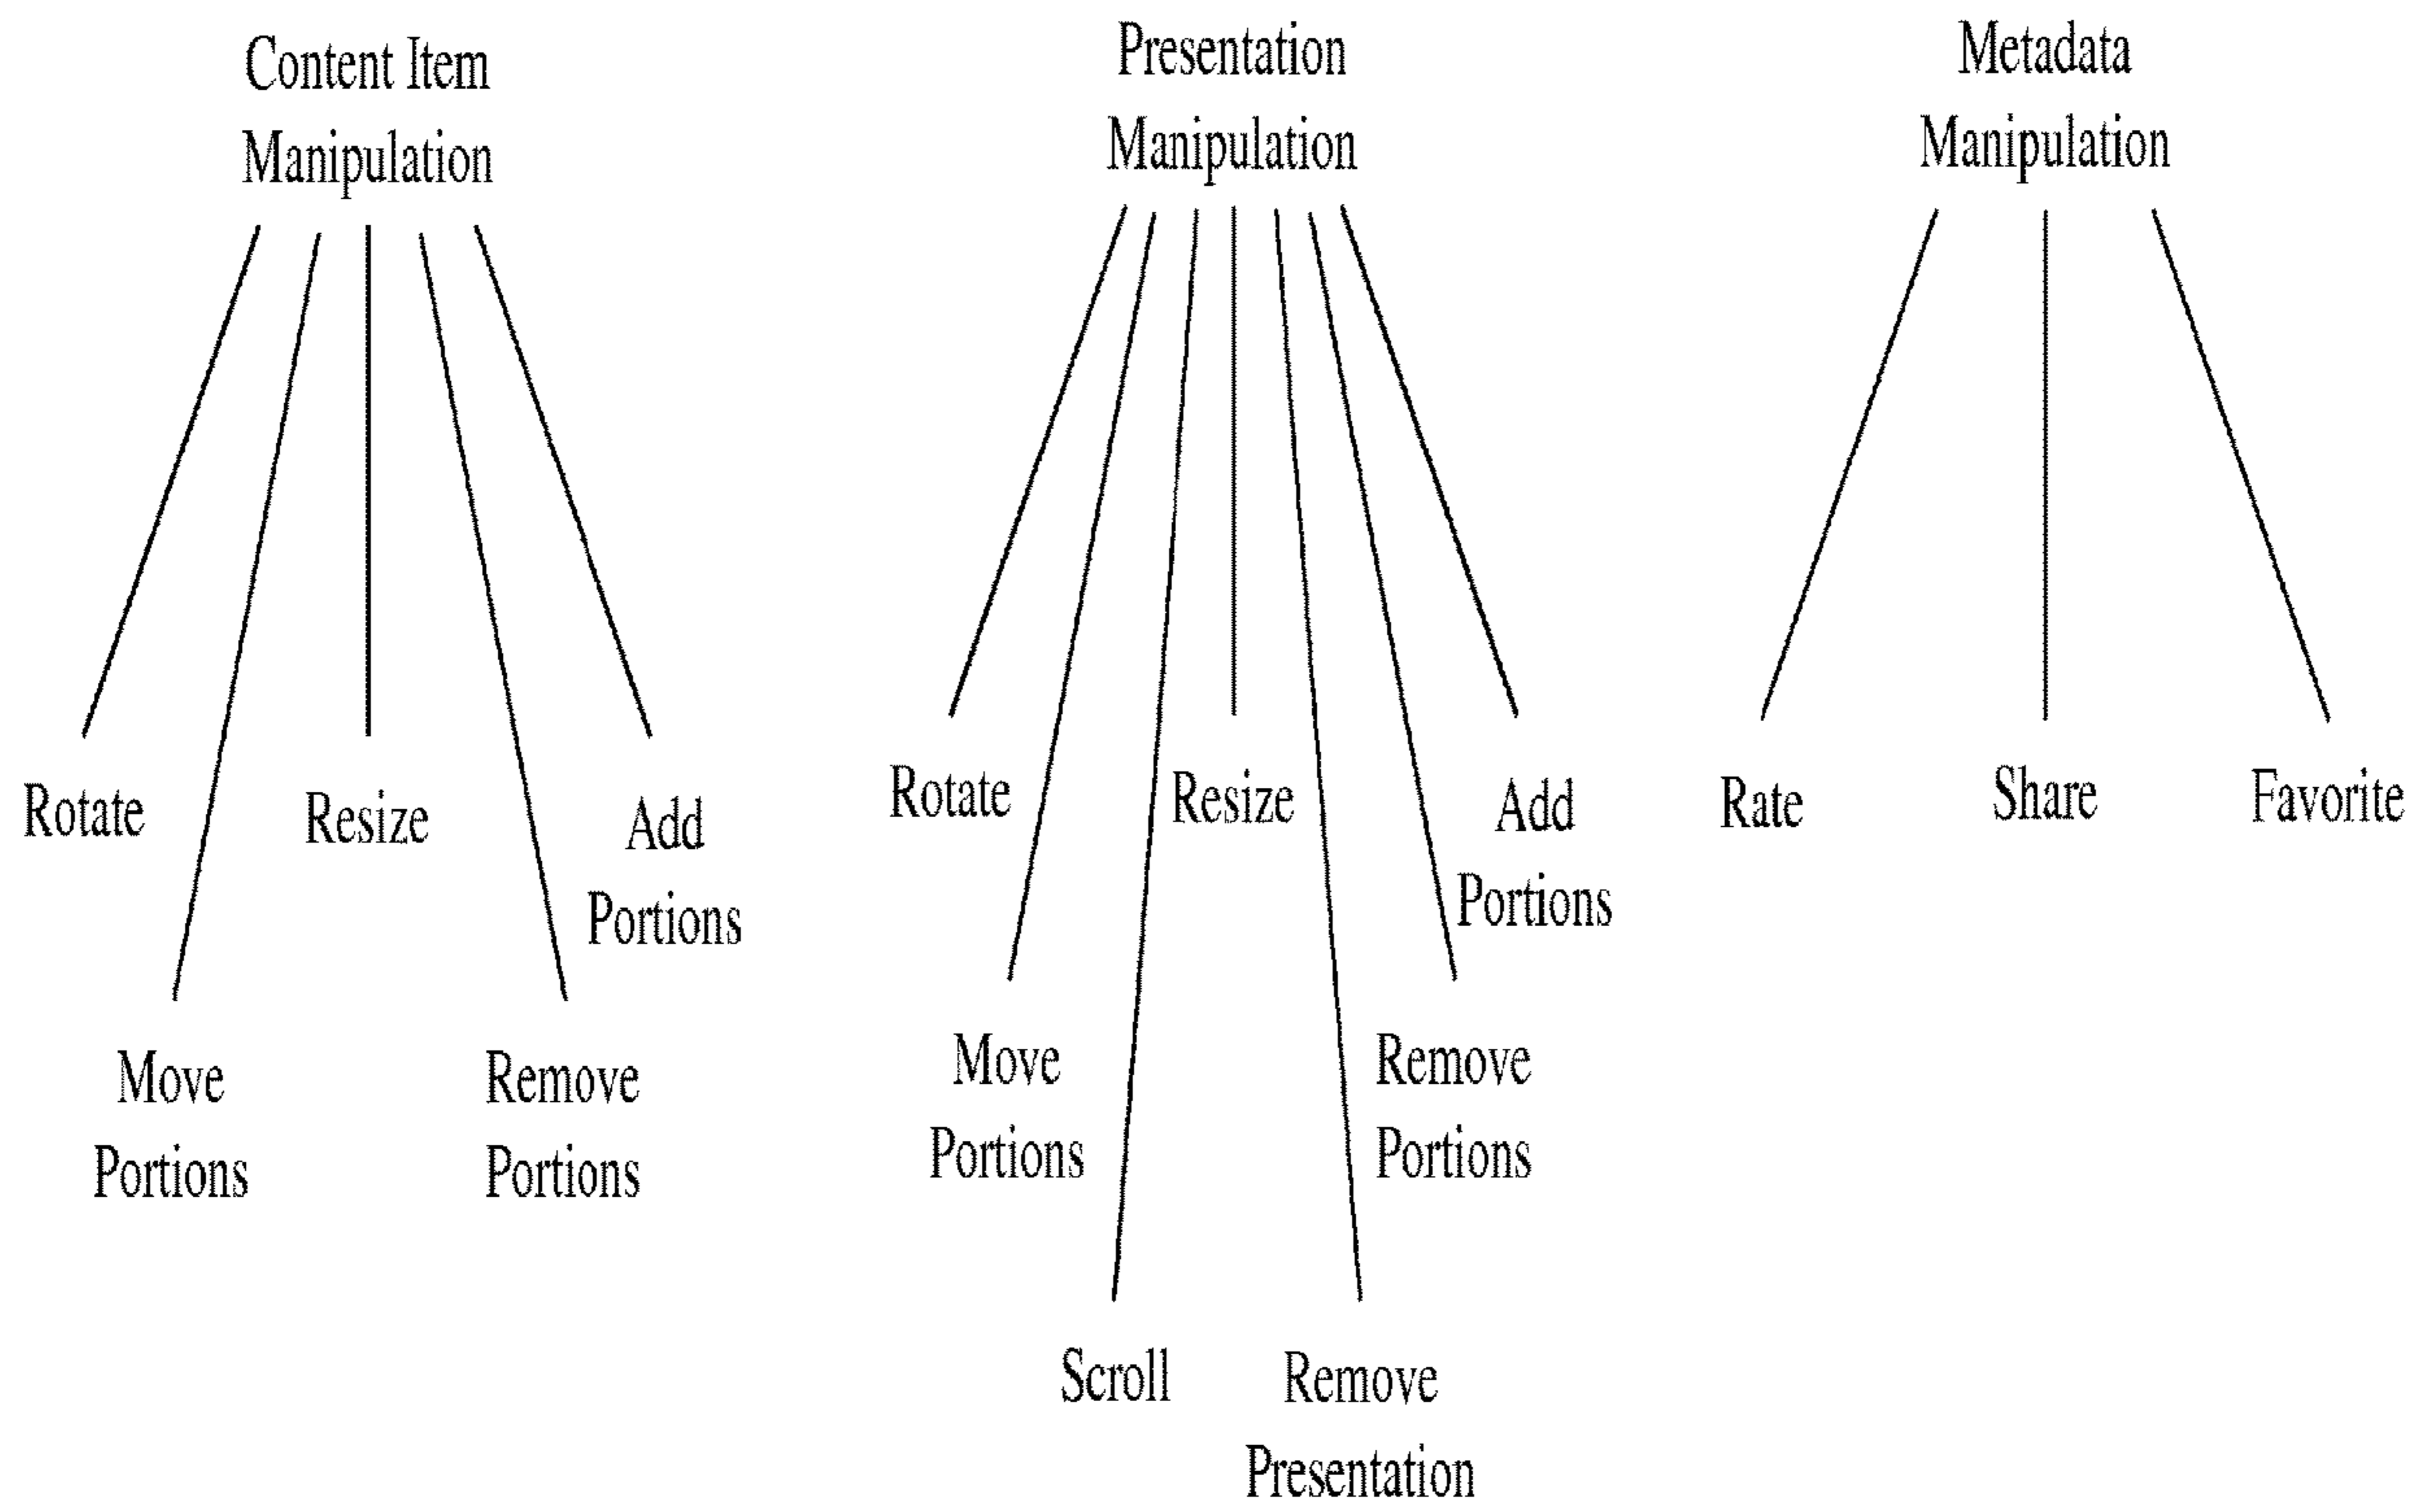 Content Item
Manipulation
Rotate
Resize
Add
Portions
Move
Portions
Remove
Portions
Presentation
Manipulation
Rotate
Resize
Add
Portions
Move
Portions
Remove
Portions
Scroll
Remove
Presentation
Metadata
Manipulation
Rate
Share
Favorite